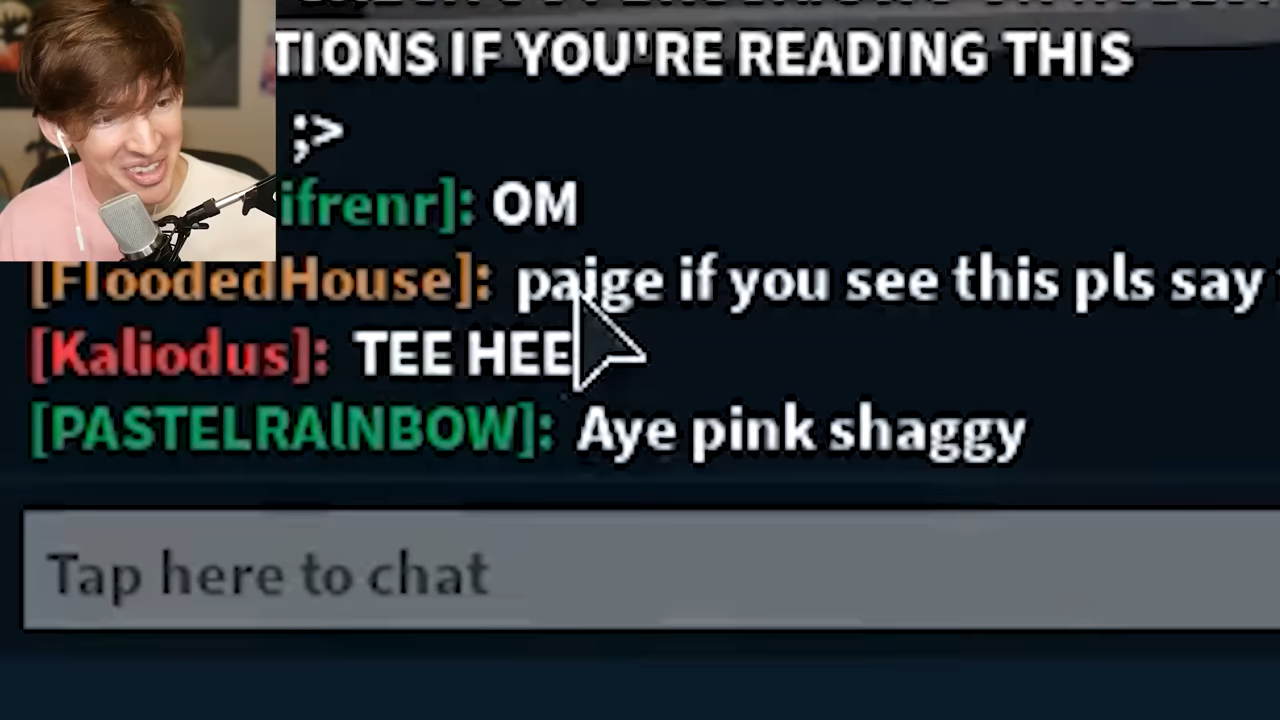 TIONS IF YOU'RE READING THIS
;>
ifrenr]: OM
[FloodedHouse]: paige if you see this pls say
[Kaliodus]: TEE HEE
[PASTELRAlNBOW]: Aye pink shaggy
Tap here to chat